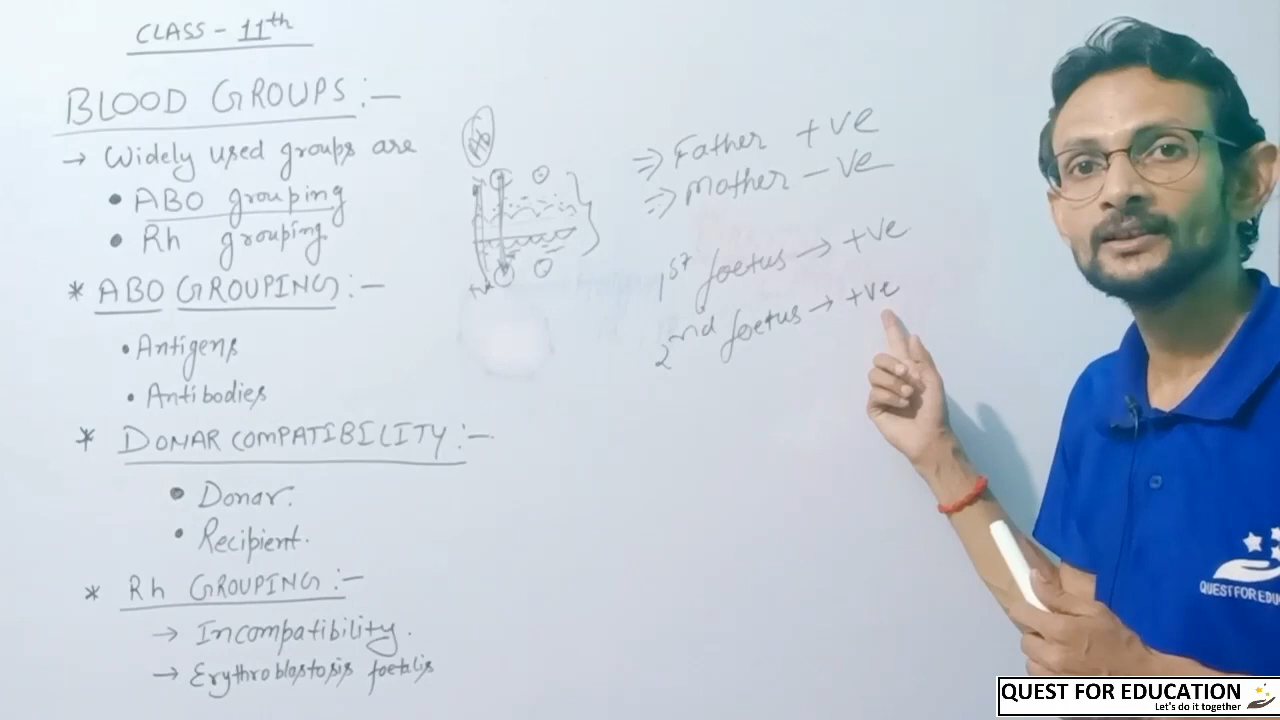 CLASS - 11th
BLOOD GROUPS :-
→ Widely used groups are
• ABO grouping
• Rh grouping
* ABO GROUPING :-
• Antigens
• Antibodies
* DONAR COMPATIBILITY :-
• Donar.
• Recipient.
* Rh GROUPING :-
→ Incompatibility.
→ Erythroblastosis foetalis
⇒ Father +ve
⇒ Mother -ve
1st foetus → +ve
2nd foetus → +ve
QUEST FOR EDU
QUEST FOR EDUCATION
Let's do it together